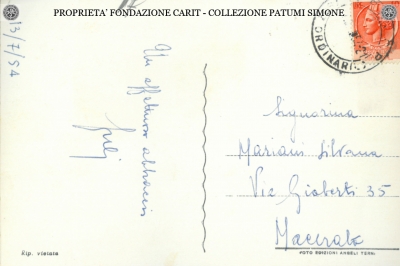 PROPRIETA' FONDAZIONE CARIT - COLLEZIONE PATUMI SIMONE
13/7/54
Un affettuoso abbraccio
ORDINARIE
Signorina
Mariani Silvana
Via Gioberti 35
Macerata
Rip. vietata
FOTO EDIZIONI ANGELI TERNI